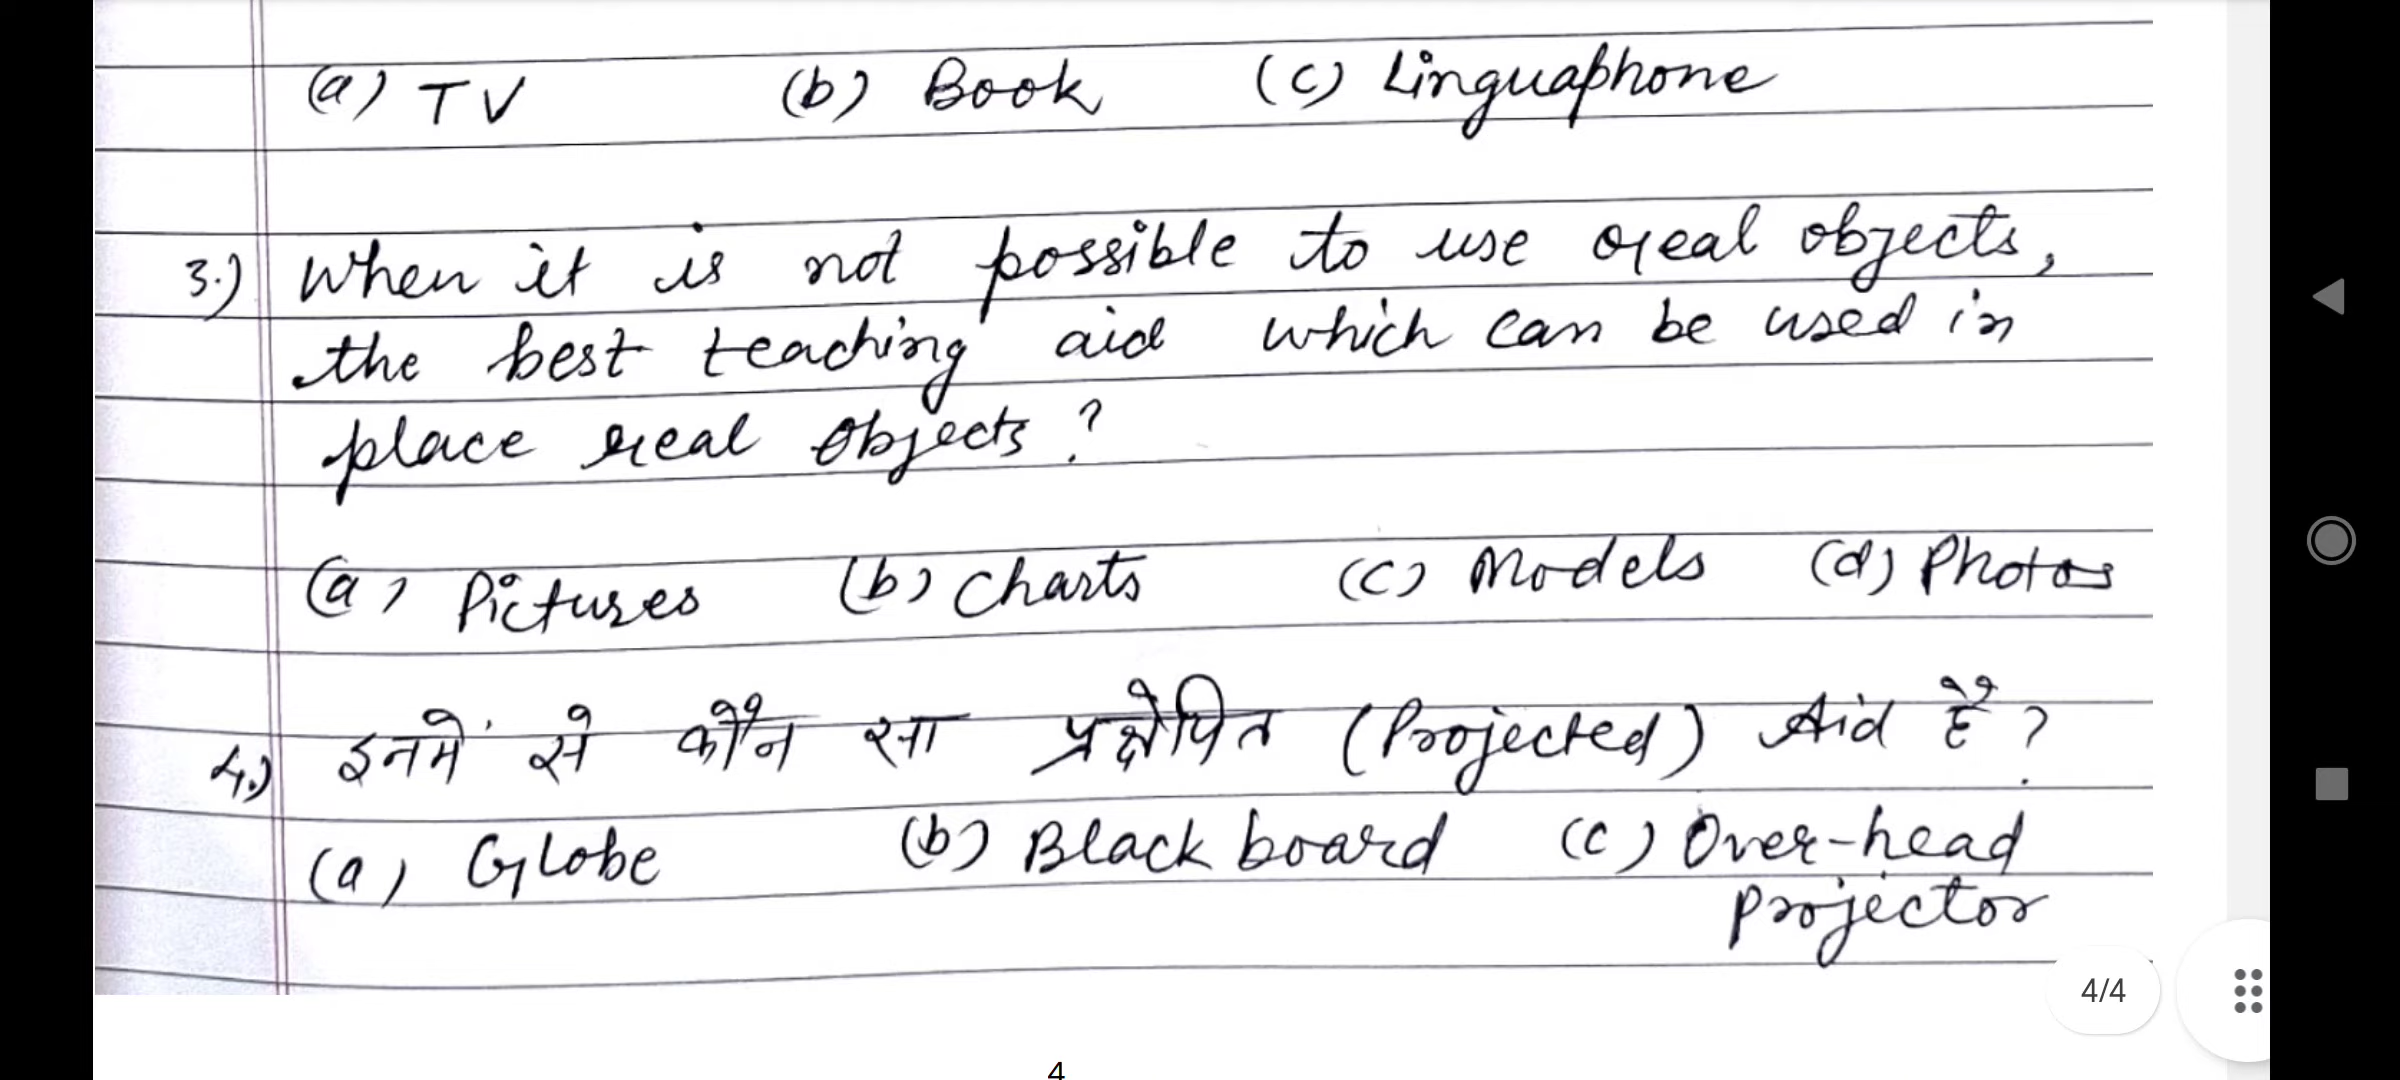 (a) TV (b) Book (c) Linguaphone
3.) When it is not possible to use real objects,
the best teaching aid which can be used in
place real objects?
(a) Pictures (b) Charts (c) Models (d) Photos
4.) इनमें से कौन सा प्रक्षेपित (Projected) Aid है?
(a) Globe (b) Black board (c) Over-head
Projector
4/4
4